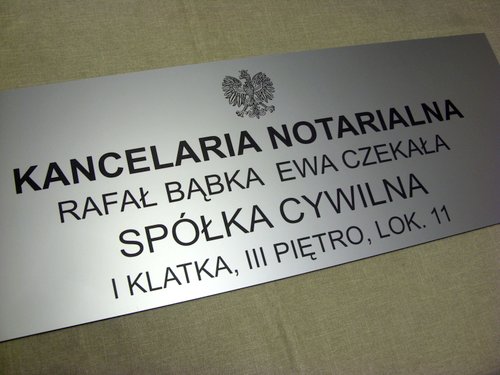 KANCELARIA NOTARIALNA
RAFAŁ BĄBKA EWA CZEKAŁA
SPÓŁKA CYWILNA
I KLATKA, III PIĘTRO, LOK. 11